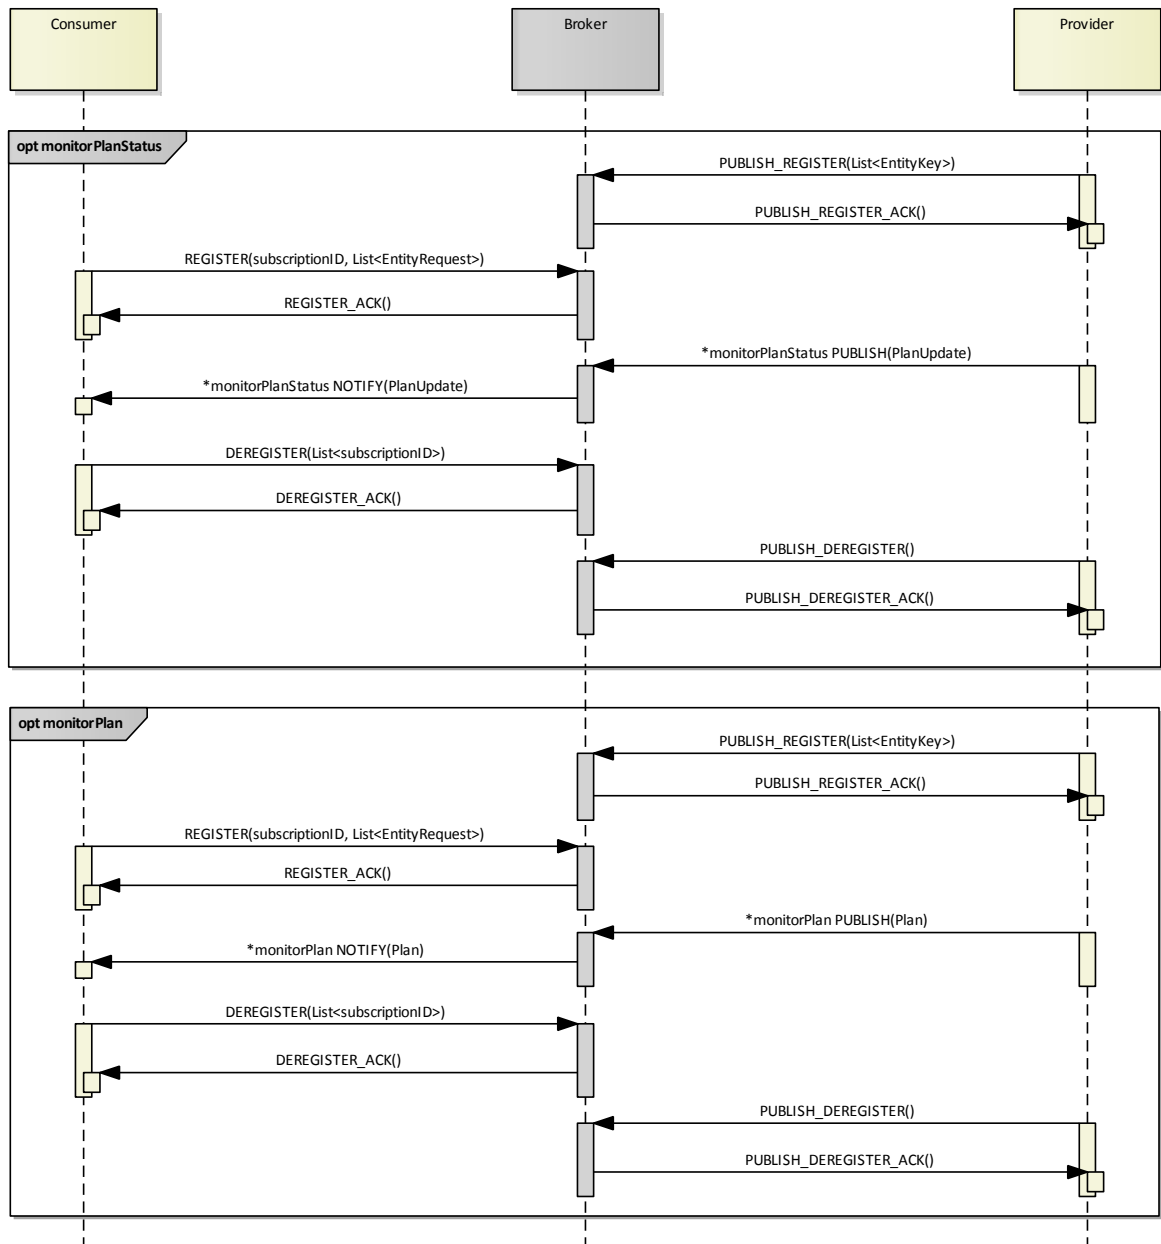 Consumer
Broker
Provider
opt monitorPlanStatus
PUBLISH_REGISTER(List<EntityKey>)
PUBLISH_REGISTER_ACK()
REGISTER(subscriptionID, List<EntityRequest>)
REGISTER_ACK()
*monitorPlanStatus PUBLISH(PlanUpdate)
*monitorPlanStatus NOTIFY(PlanUpdate)
DEREGISTER(List<subscriptionID>)
DEREGISTER_ACK()
PUBLISH_DEREGISTER()
PUBLISH_DEREGISTER_ACK()
opt monitorPlan
PUBLISH_REGISTER(List<EntityKey>)
PUBLISH_REGISTER_ACK()
REGISTER(subscriptionID, List<EntityRequest>)
REGISTER_ACK()
*monitorPlan PUBLISH(Plan)
*monitorPlan NOTIFY(Plan)
DEREGISTER(List<subscriptionID>)
DEREGISTER_ACK()
PUBLISH_DEREGISTER()
PUBLISH_DEREGISTER_ACK()